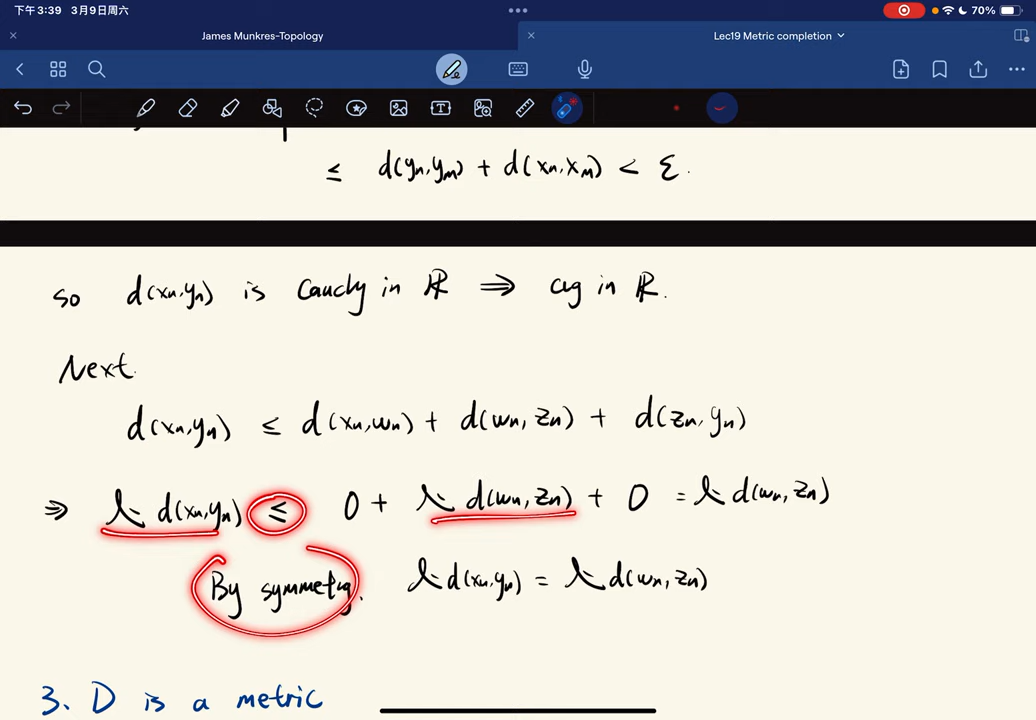 下午3:39 3月9日周六
70%
James Munkres-Topology
Lec19 Metric completion
≤ d(yn,ym) + d(xn,xm) < ε.
so d(xn,yn) is Cauchy in ℝ ⇒ cvg in ℝ.
Next.
d(xn,yn) ≤ d(xn,wn) + d(wn,zn) + d(zn,yn)
⇒ lim d(xn,yn) ≤ 0 + lim d(wn,zn) + 0 = lim d(wn,zn)
By symmetry. lim d(xn,yn) = lim d(wn,zn)
3. D is a metric